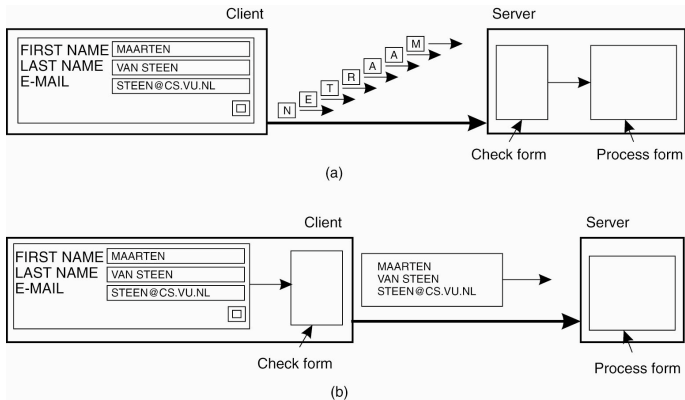 Client
Server
FIRST NAME MAARTEN
LAST NAME VAN STEEN
E-MAIL STEEN@CS.VU.NL
N E T R A A M
Check form
Process form
(a)
Client
Server
FIRST NAME MAARTEN
LAST NAME VAN STEEN
E-MAIL STEEN@CS.VU.NL
MAARTEN
VAN STEEN
STEEN@CS.VU.NL
Check form
Process form
(b)